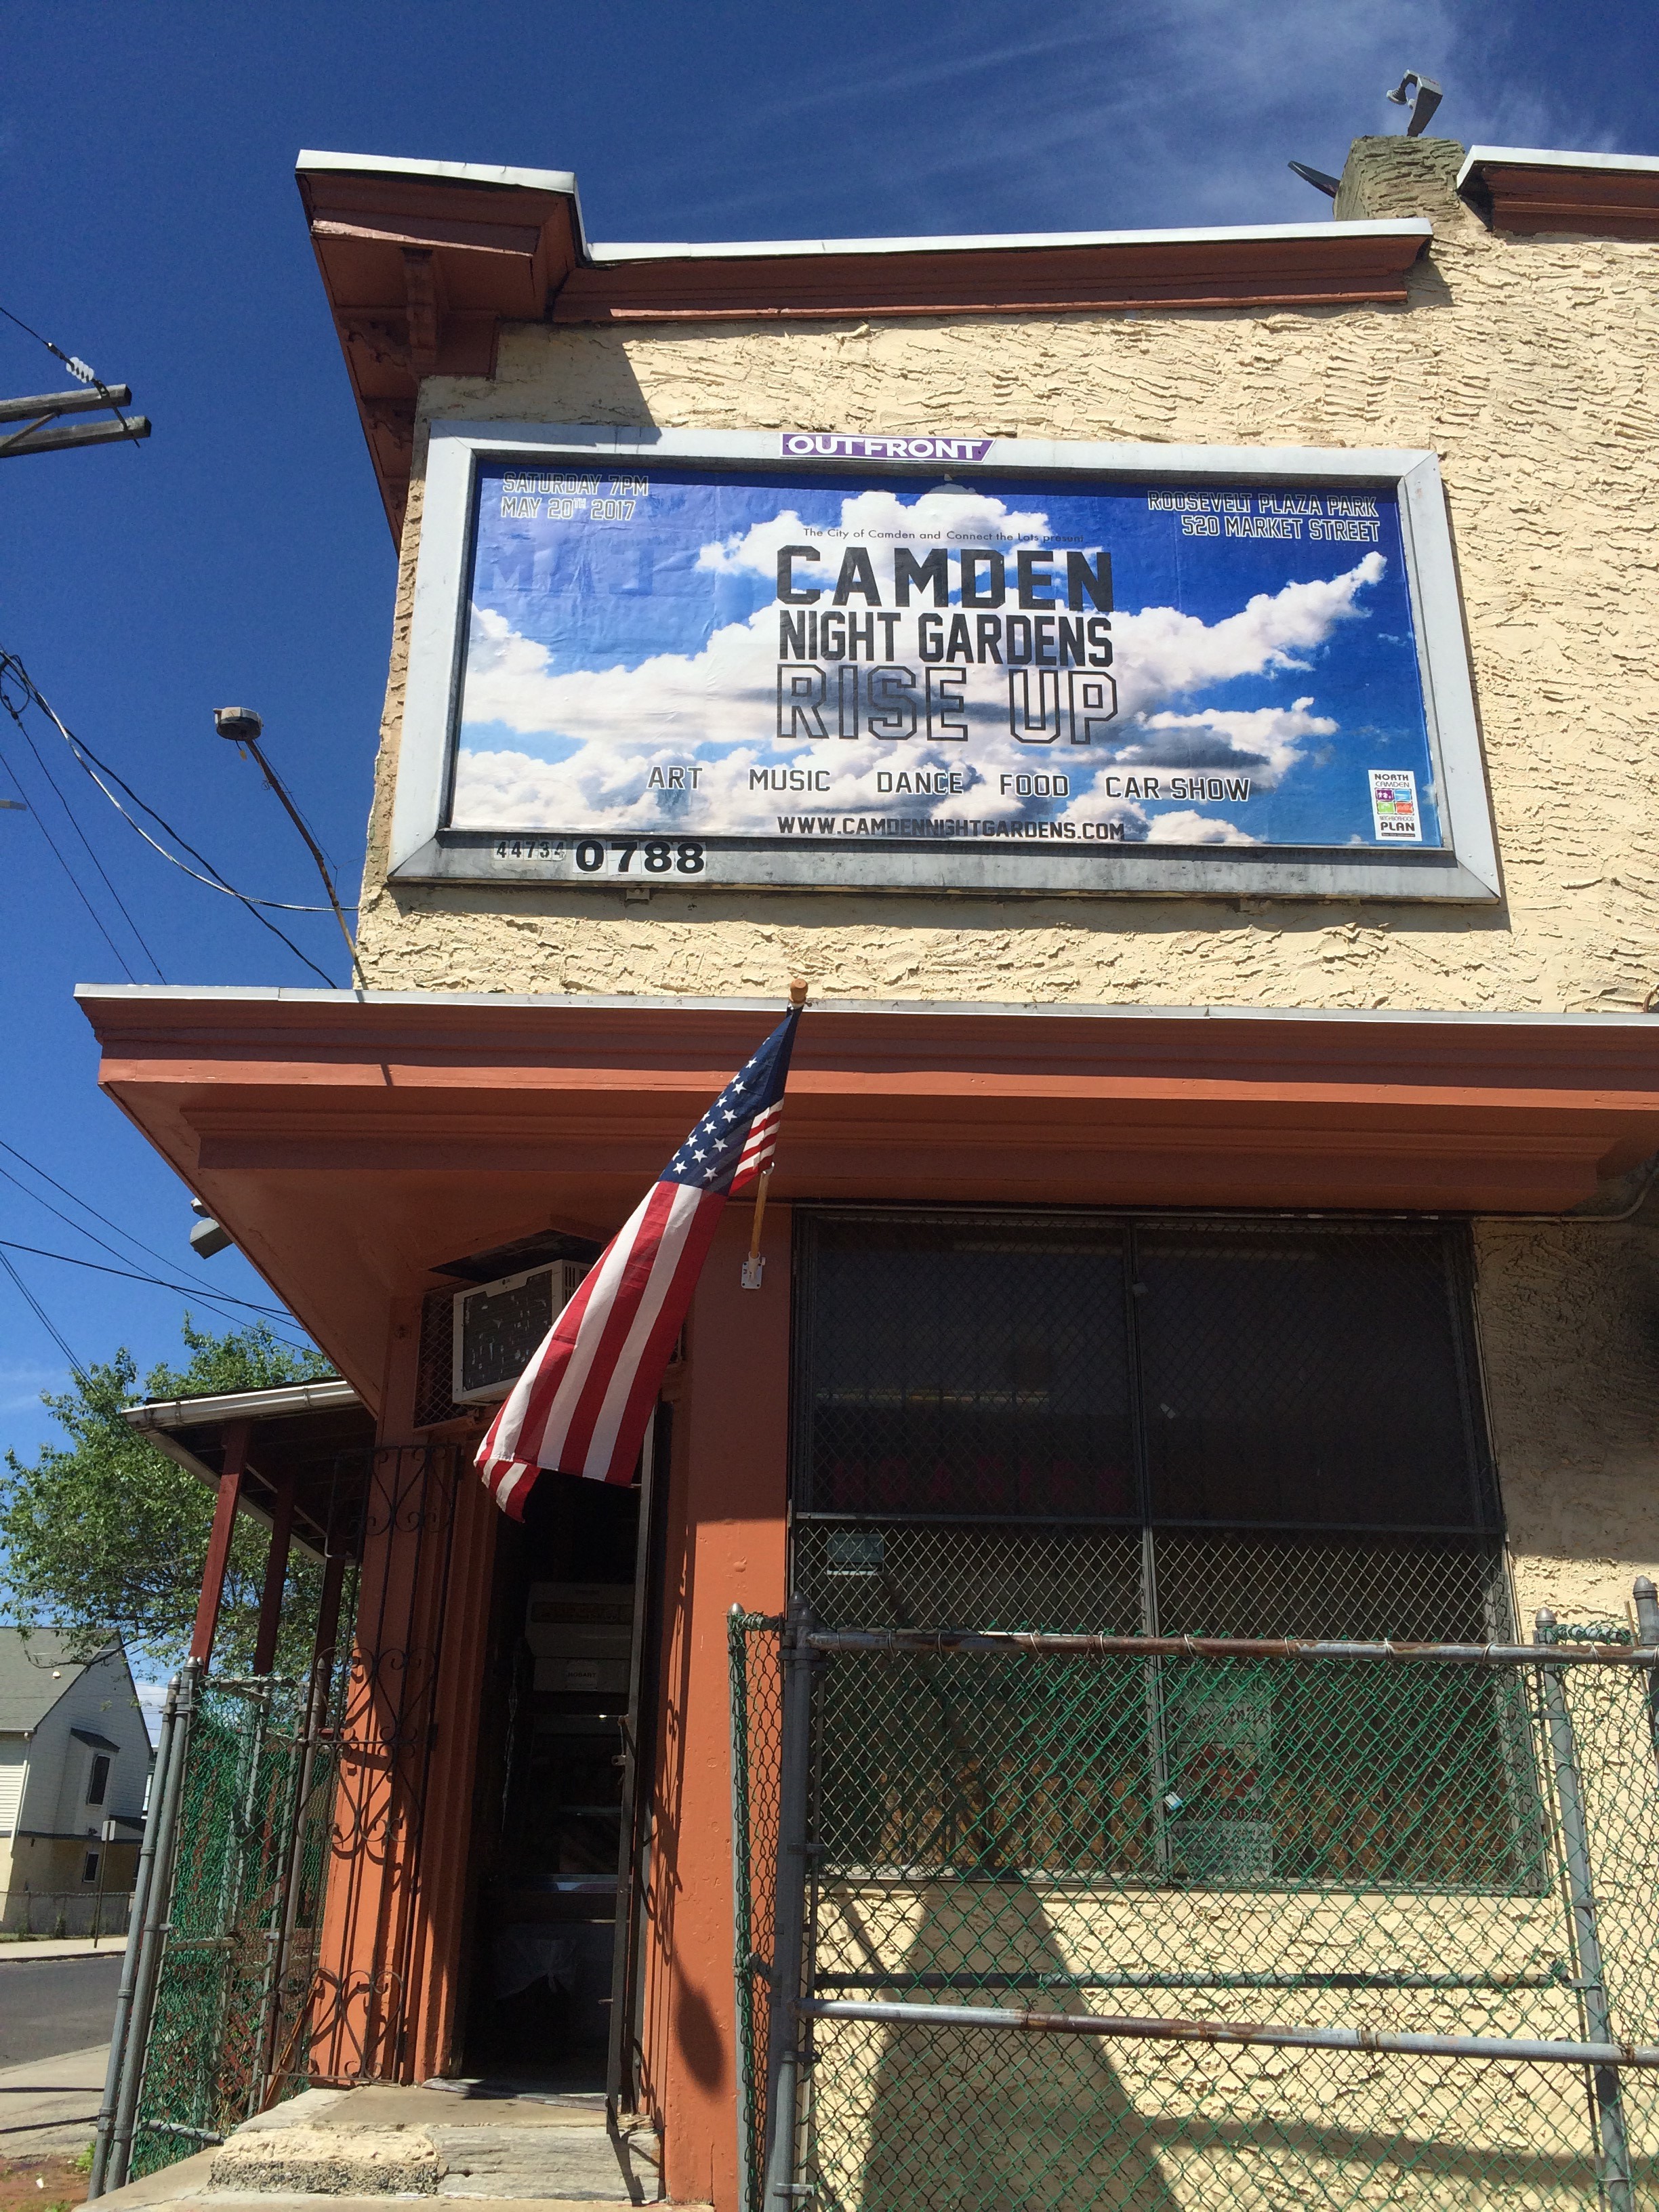 OUTFRONT
SATURDAY 7PM
MAY 20TH 2017
ROOSEVELT PLAZA PARK
520 MARKET STREET
The City of Camden and Connect the Lots present
CAMDEN
NIGHT GARDENS
RISE UP
ART MUSIC DANCE FOOD CAR SHOW
WWW.CAMDENNIGHTGARDENS.COM
NORTH
CAMDEN
NEIGHBORHOOD
PLAN
44734 0788
HOBART